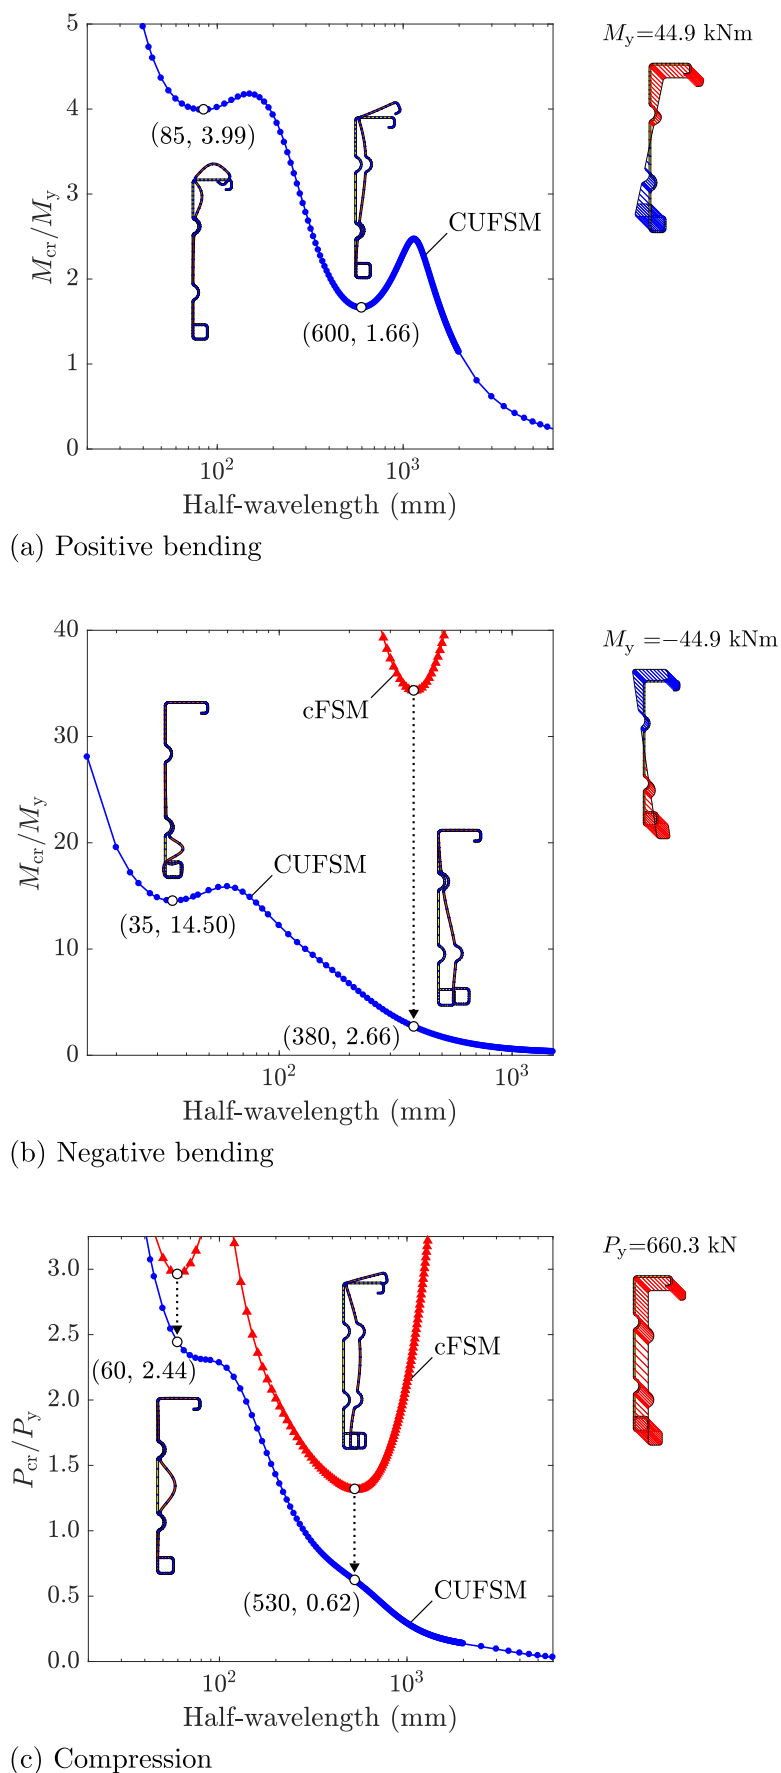 5
4
3
2
1
0
M_cr/M_y
(85, 3.99)
(600, 1.66)
CUFSM
10^2
10^3
Half-wavelength (mm)
M_y=44.9 kNm
(a) Positive bending
40
30
20
10
0
M_cr/M_y
cFSM
CUFSM
(35, 14.50)
(380, 2.66)
10^2
10^3
Half-wavelength (mm)
M_y =−44.9 kNm
(b) Negative bending
3.0
2.5
2.0
1.5
1.0
0.5
0.0
P_cr/P_y
(60, 2.44)
cFSM
(530, 0.62)
CUFSM
10^2
10^3
Half-wavelength (mm)
P_y=660.3 kN
(c) Compression